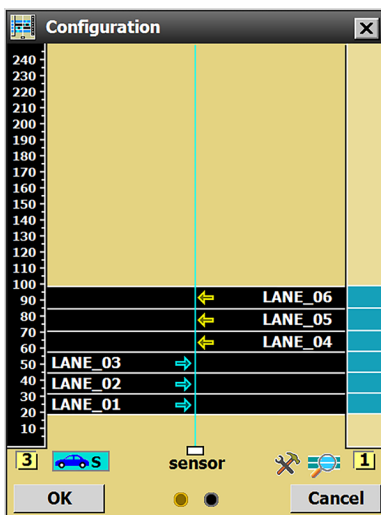 Configuration
240
230
220
210
200
190
180
170
160
150
140
130
120
110
100
90 LANE_06
80 LANE_05
70
60 LANE_04
50 LANE_03
40 LANE_02
30 LANE_01
20
10
3 S sensor 1
OK Cancel